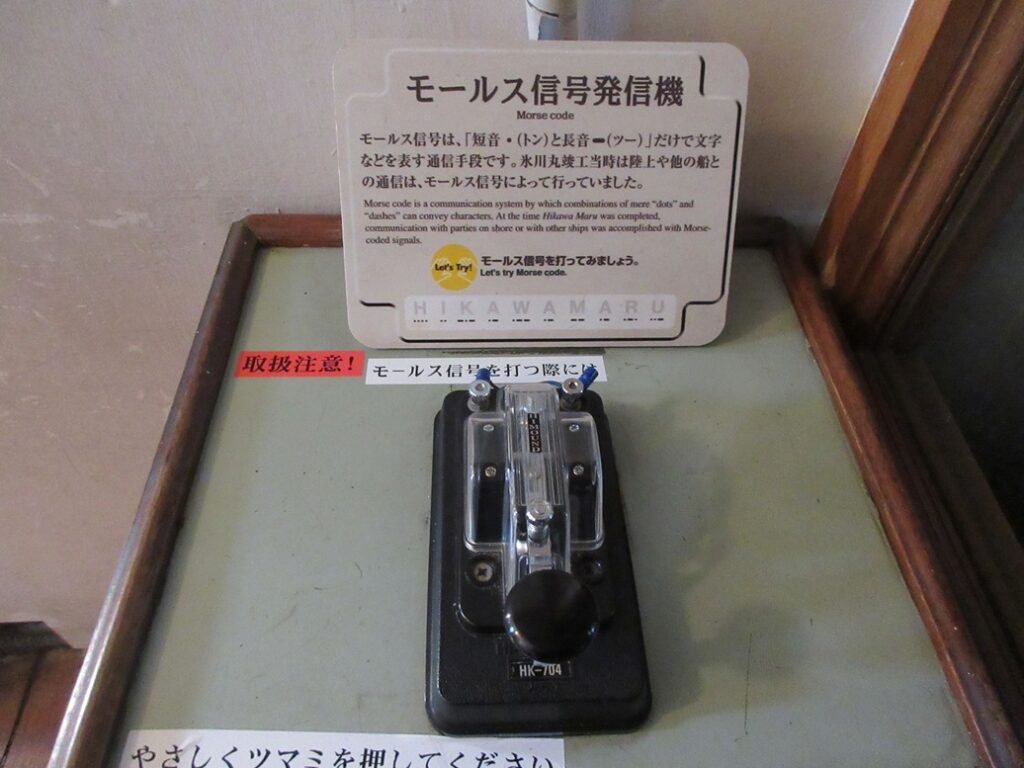 モールス信号発信機
Morse code
モールス信号は、「短音・(トン)と長音━(ツー)」だけで文字
などを表す通信手段です。氷川丸竣工当時は陸上や他の船と
の通信は、モールス信号によって行っていました。
Morse code is a communication system by which combinations of mere “dots” and
“dashes” can convey characters. At the time Hikawa Maru was completed,
communication with parties on shore or with other ships was accomplished with Morse-
coded signals.
Let's Try!
モールス信号を打ってみましょう。
Let's try Morse code.
HIKAWAMARU
取扱注意!
モールス信号を打つ際には
HIMOUND
HK-704
やさしくツマミを押してください